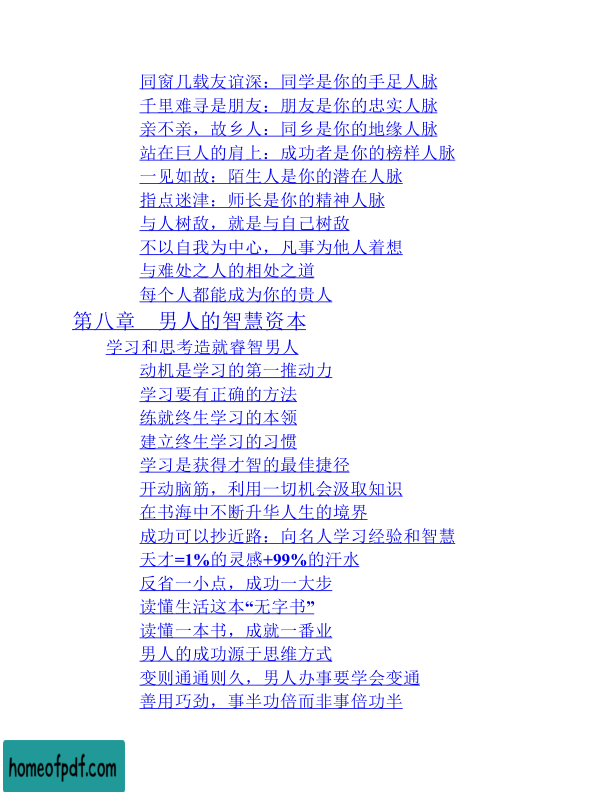 同窗几载友谊深：同学是你的手足人脉
千里难寻是朋友：朋友是你的忠实人脉
亲不亲，故乡人：同乡是你的地缘人脉
站在巨人的肩上：成功者是你的榜样人脉
一见如故：陌生人是你的潜在人脉
指点迷津：师长是你的精神人脉
与人树敌，就是与自己树敌
不以自我为中心，凡事为他人着想
与难处之人的相处之道
每个人都能成为你的贵人
第八章　男人的智慧资本
学习和思考造就睿智男人
动机是学习的第一推动力
学习要有正确的方法
练就终生学习的本领
建立终生学习的习惯
学习是获得才智的最佳捷径
开动脑筋，利用一切机会汲取知识
在书海中不断升华人生的境界
成功可以抄近路：向名人学习经验和智慧
天才=1%的灵感+99%的汗水
反省一小点，成功一大步
读懂生活这本“无字书”
读懂一本书，成就一番业
男人的成功源于思维方式
变则通通则久，男人办事要学会变通
善用巧劲，事半功倍而非事倍功半
homeofpdf.com